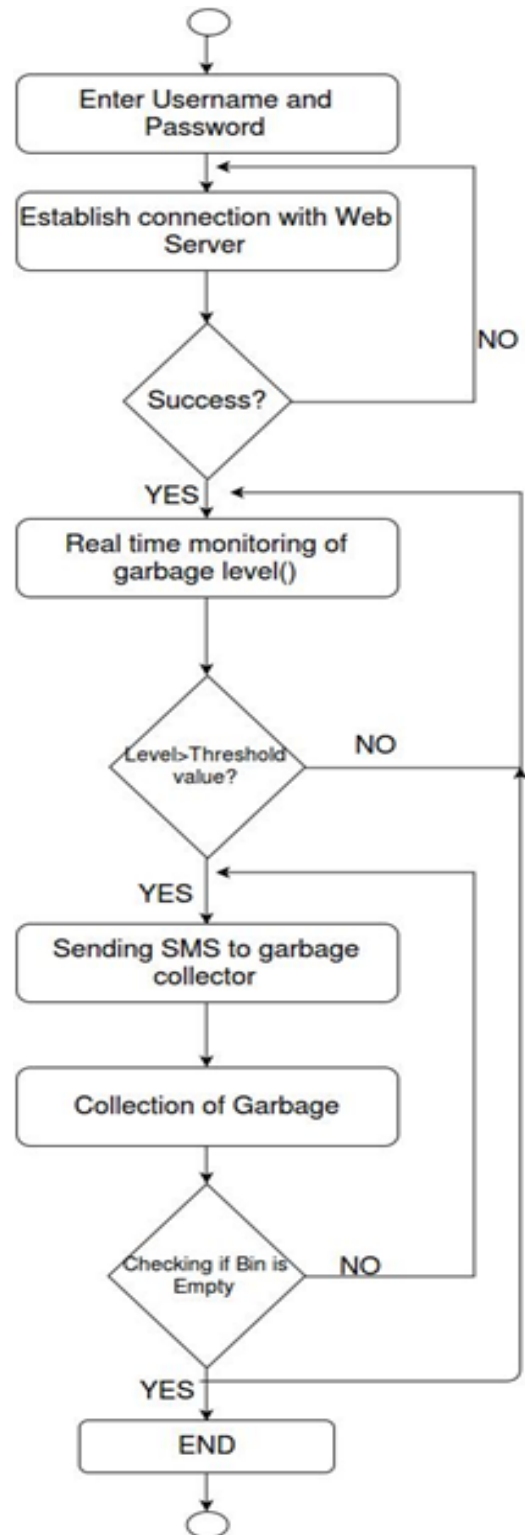 Enter Username and
Password
Establish connection with Web
Server
NO
Success?
YES
Real time monitoring of
garbage level()
Level>Threshold
value?
NO
YES
Sending SMS to garbage
collector
Collection of Garbage
Checking if Bin is
Empty
NO
YES
END